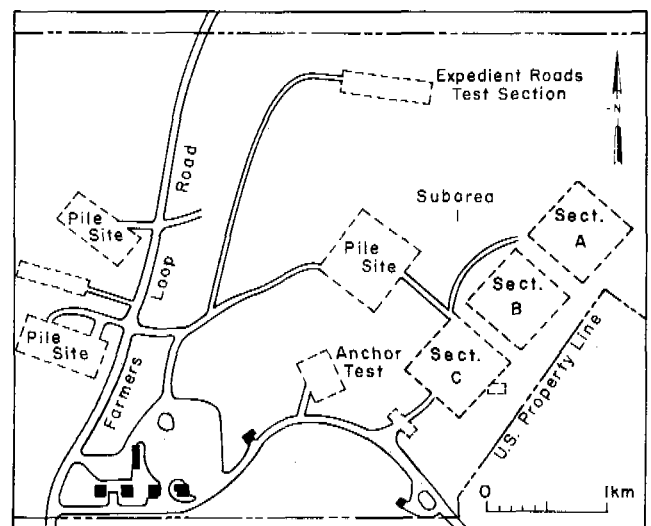 Expedient Roads
Test Section
-N-
Road
Subarea
Sect.
A
Pile
Site
Pile
Site
Loop
Sect.
B
Pile
Site
Anchor
Test
Sect.
C
Farmers
U.S. Property Line
0 1km